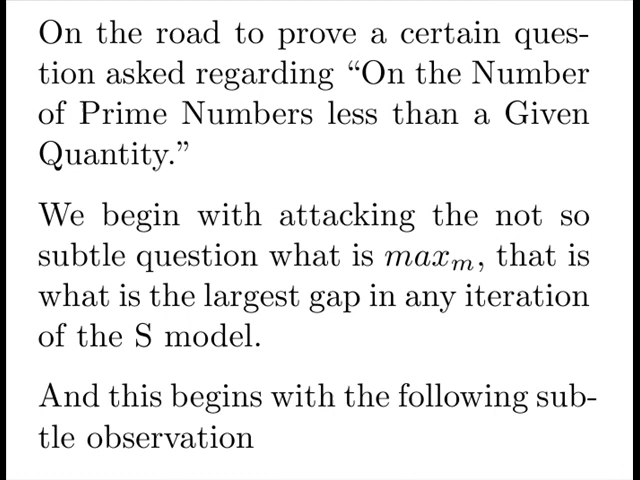 On the road to prove a certain ques-
tion asked regarding “On the Number
of Prime Numbers less than a Given
Quantity.”
We begin with attacking the not so
subtle question what is max_m, that is
what is the largest gap in any iteration
of the S model.
And this begins with the following sub-
tle observation